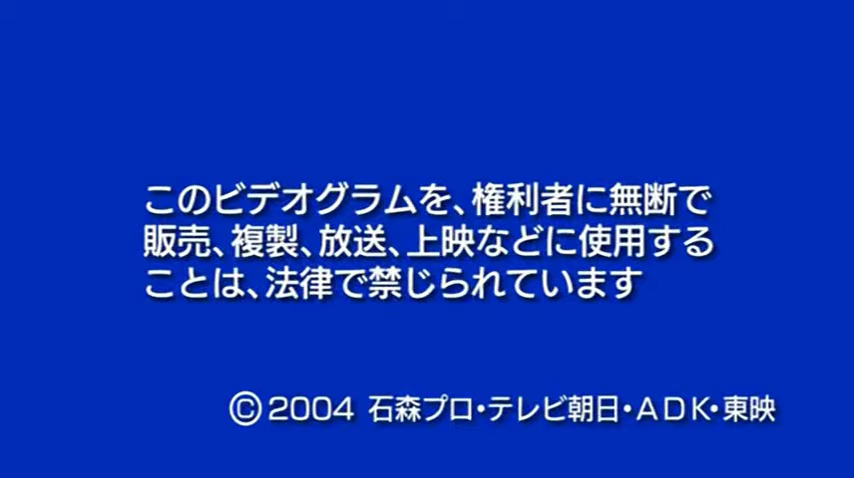 このビデオグラムを、権利者に無断で
販売、複製、放送、上映などに使用する
ことは、法律で禁じられています
©2004 石森プロ・テレビ朝日・ADK・東映